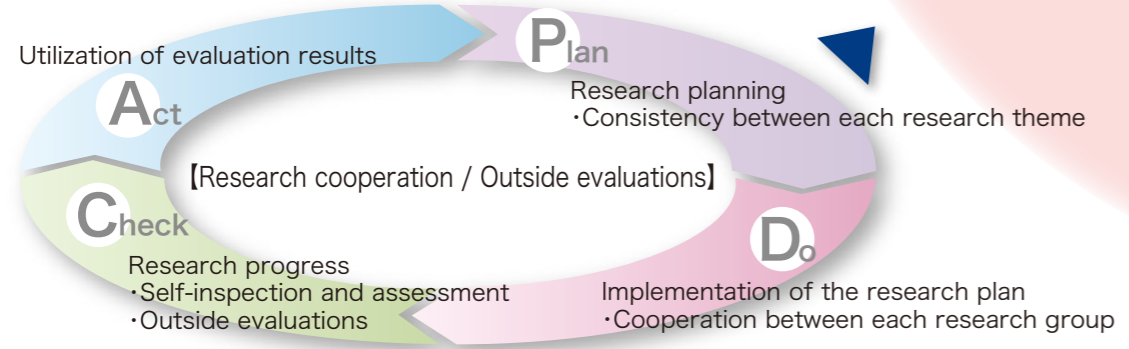 Plan
Research planning
・Consistency between each research theme
Do
Implementation of the research plan
・Cooperation between each research group
Check
Research progress
・Self-inspection and assessment
・Outside evaluations
Act
Utilization of evaluation results
【Research cooperation / Outside evaluations】